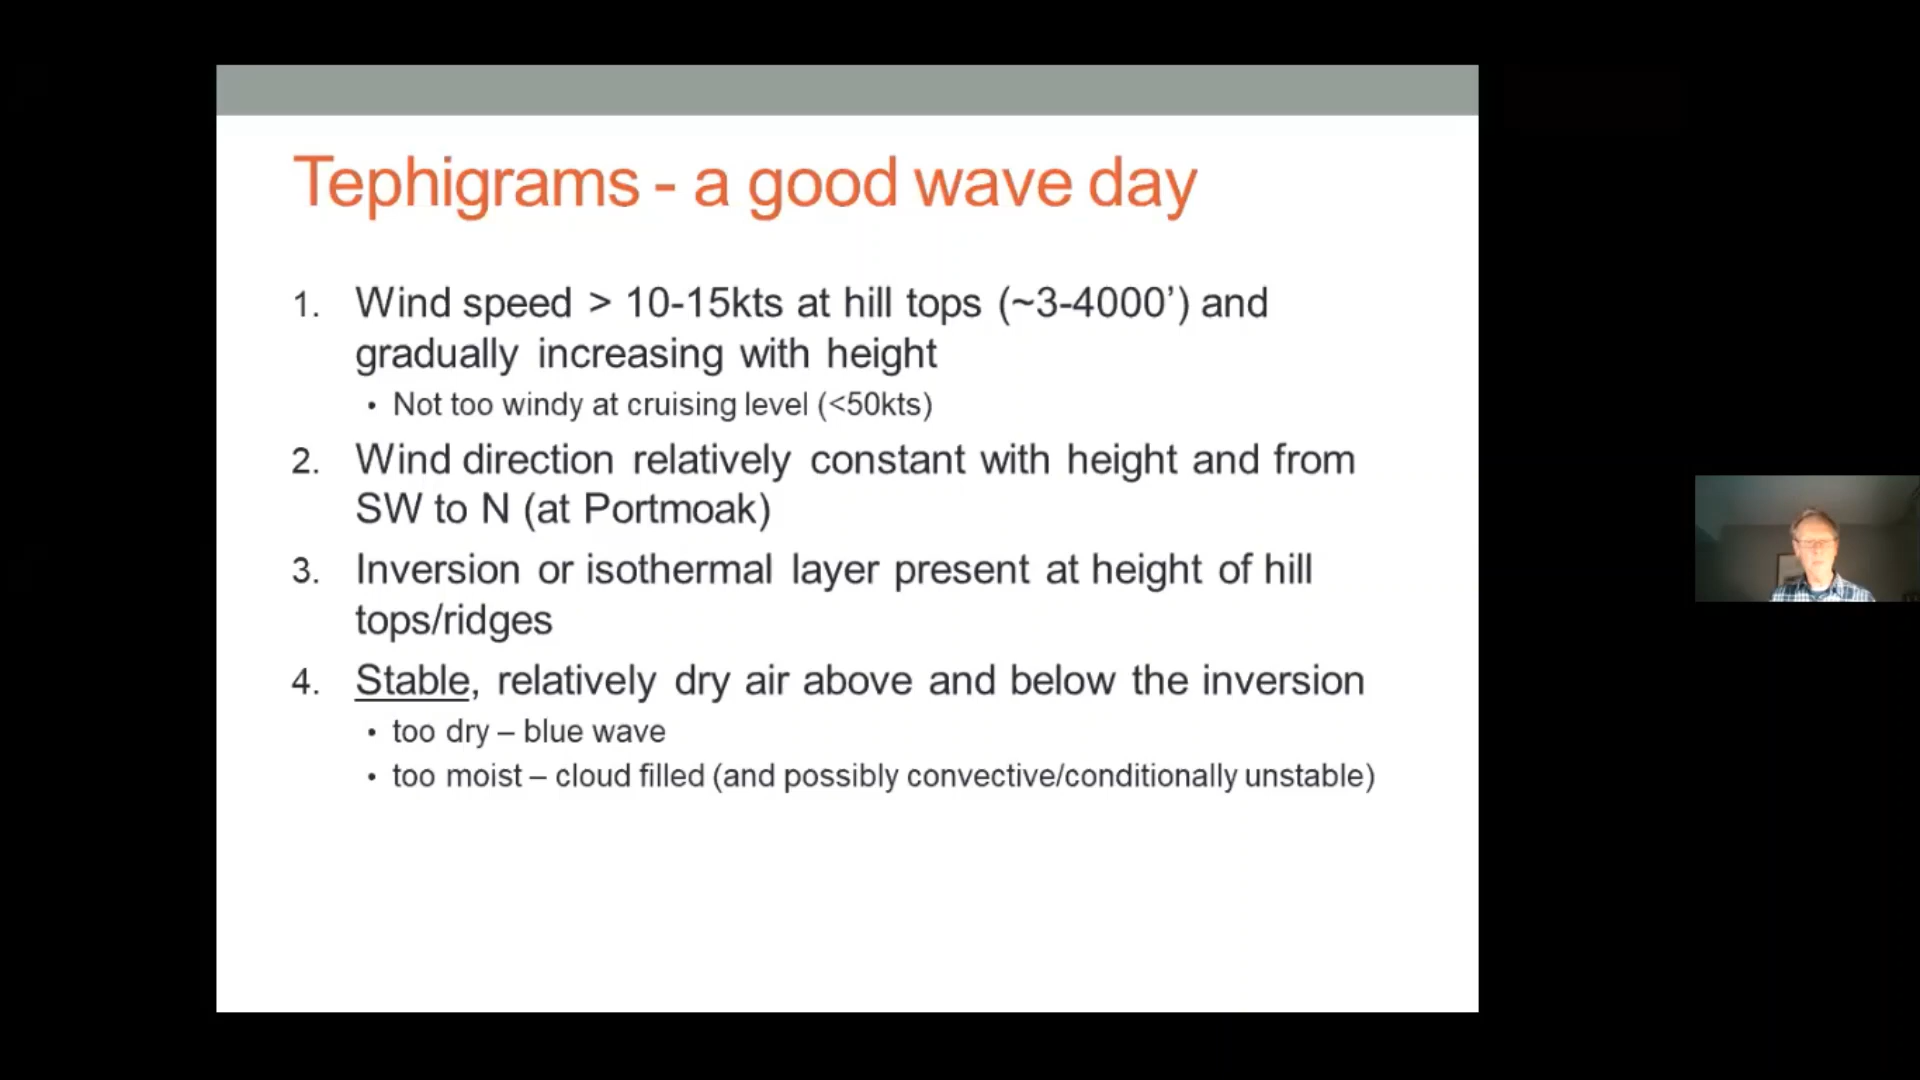 Tephigrams - a good wave day
1. Wind speed > 10-15kts at hill tops (~3-4000’) and
gradually increasing with height
• Not too windy at cruising level (<50kts)
2. Wind direction relatively constant with height and from
SW to N (at Portmoak)
3. Inversion or isothermal layer present at height of hill
tops/ridges
4. Stable, relatively dry air above and below the inversion
• too dry – blue wave
• too moist – cloud filled (and possibly convective/conditionally unstable)